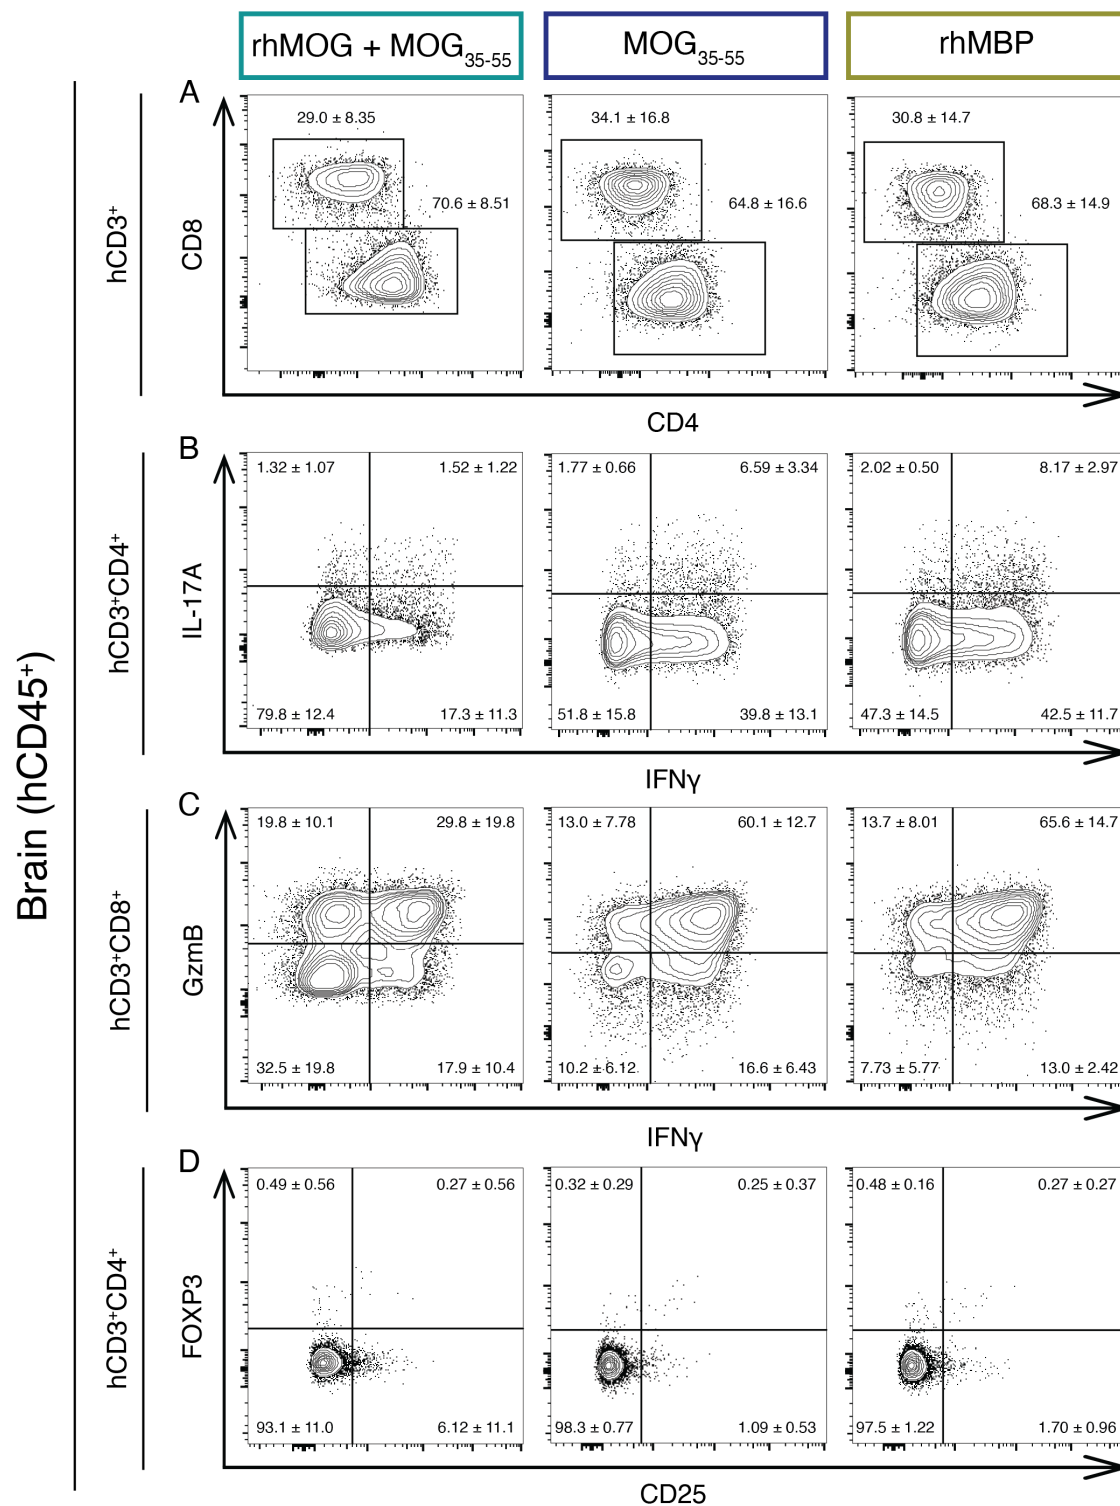 rhMOG + MOG35-55
MOG35-55
rhMBP
Brain (hCD45+)
A
hCD3+
CD8
29.0 ± 8.35
70.6 ± 8.51
34.1 ± 16.8
64.8 ± 16.6
30.8 ± 14.7
68.3 ± 14.9
CD4
B
hCD3+CD4+
IL-17A
1.32 ± 1.07
1.52 ± 1.22
79.8 ± 12.4
17.3 ± 11.3
1.77 ± 0.66
6.59 ± 3.34
51.8 ± 15.8
39.8 ± 13.1
2.02 ± 0.50
8.17 ± 2.97
47.3 ± 14.5
42.5 ± 11.7
IFNγ
C
hCD3+CD8+
GzmB
19.8 ± 10.1
29.8 ± 19.8
32.5 ± 19.8
17.9 ± 10.4
13.0 ± 7.78
60.1 ± 12.7
10.2 ± 6.12
16.6 ± 6.43
13.7 ± 8.01
65.6 ± 14.7
7.73 ± 5.77
13.0 ± 2.42
IFNγ
D
hCD3+CD4+
FOXP3
0.49 ± 0.56
0.27 ± 0.56
93.1 ± 11.0
6.12 ± 11.1
0.32 ± 0.29
0.25 ± 0.37
98.3 ± 0.77
1.09 ± 0.53
0.48 ± 0.16
0.27 ± 0.27
97.5 ± 1.22
1.70 ± 0.96
CD25